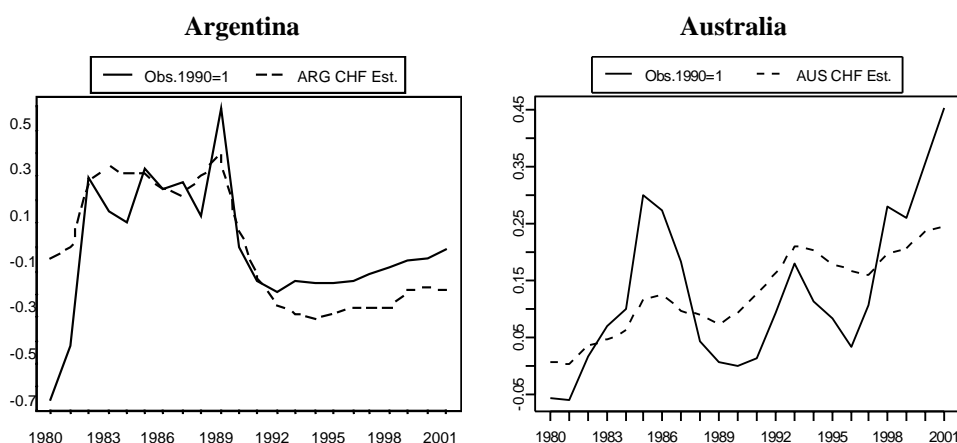 Argentina
Obs.1990=1 ARG CHF Est.
0.5
0.3
0.1
-0.1
-0.3
-0.5
-0.7
1980 1983 1986 1989 1992 1995 1998 2001
Australia
Obs.1990=1 AUS CHF Est.
0.45
0.35
0.25
0.15
0.05
-0.05
1980 1983 1986 1989 1992 1995 1998 2001